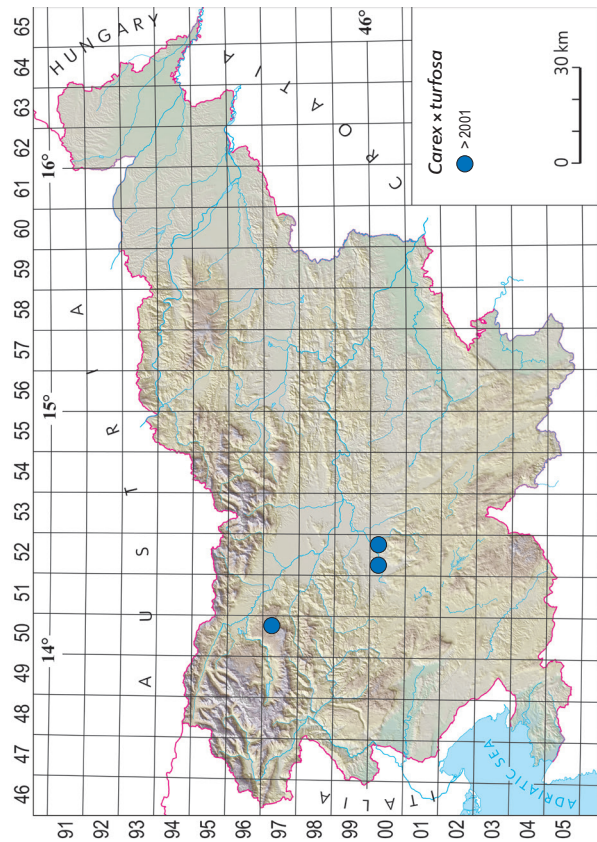 46 47 48 49 50 51 52 53 54 55 56 57 58 59 60 61 62 63 64 65
14° 15° 16°
91
92
93
94
95
96
97
98
99
00
01
02
03
04
05
46°
AUSTRIA
HUNGARY
CROATIA
ITALIA
ADRIATIC SEA
Carex × turfosa
> 2001
0 30 km